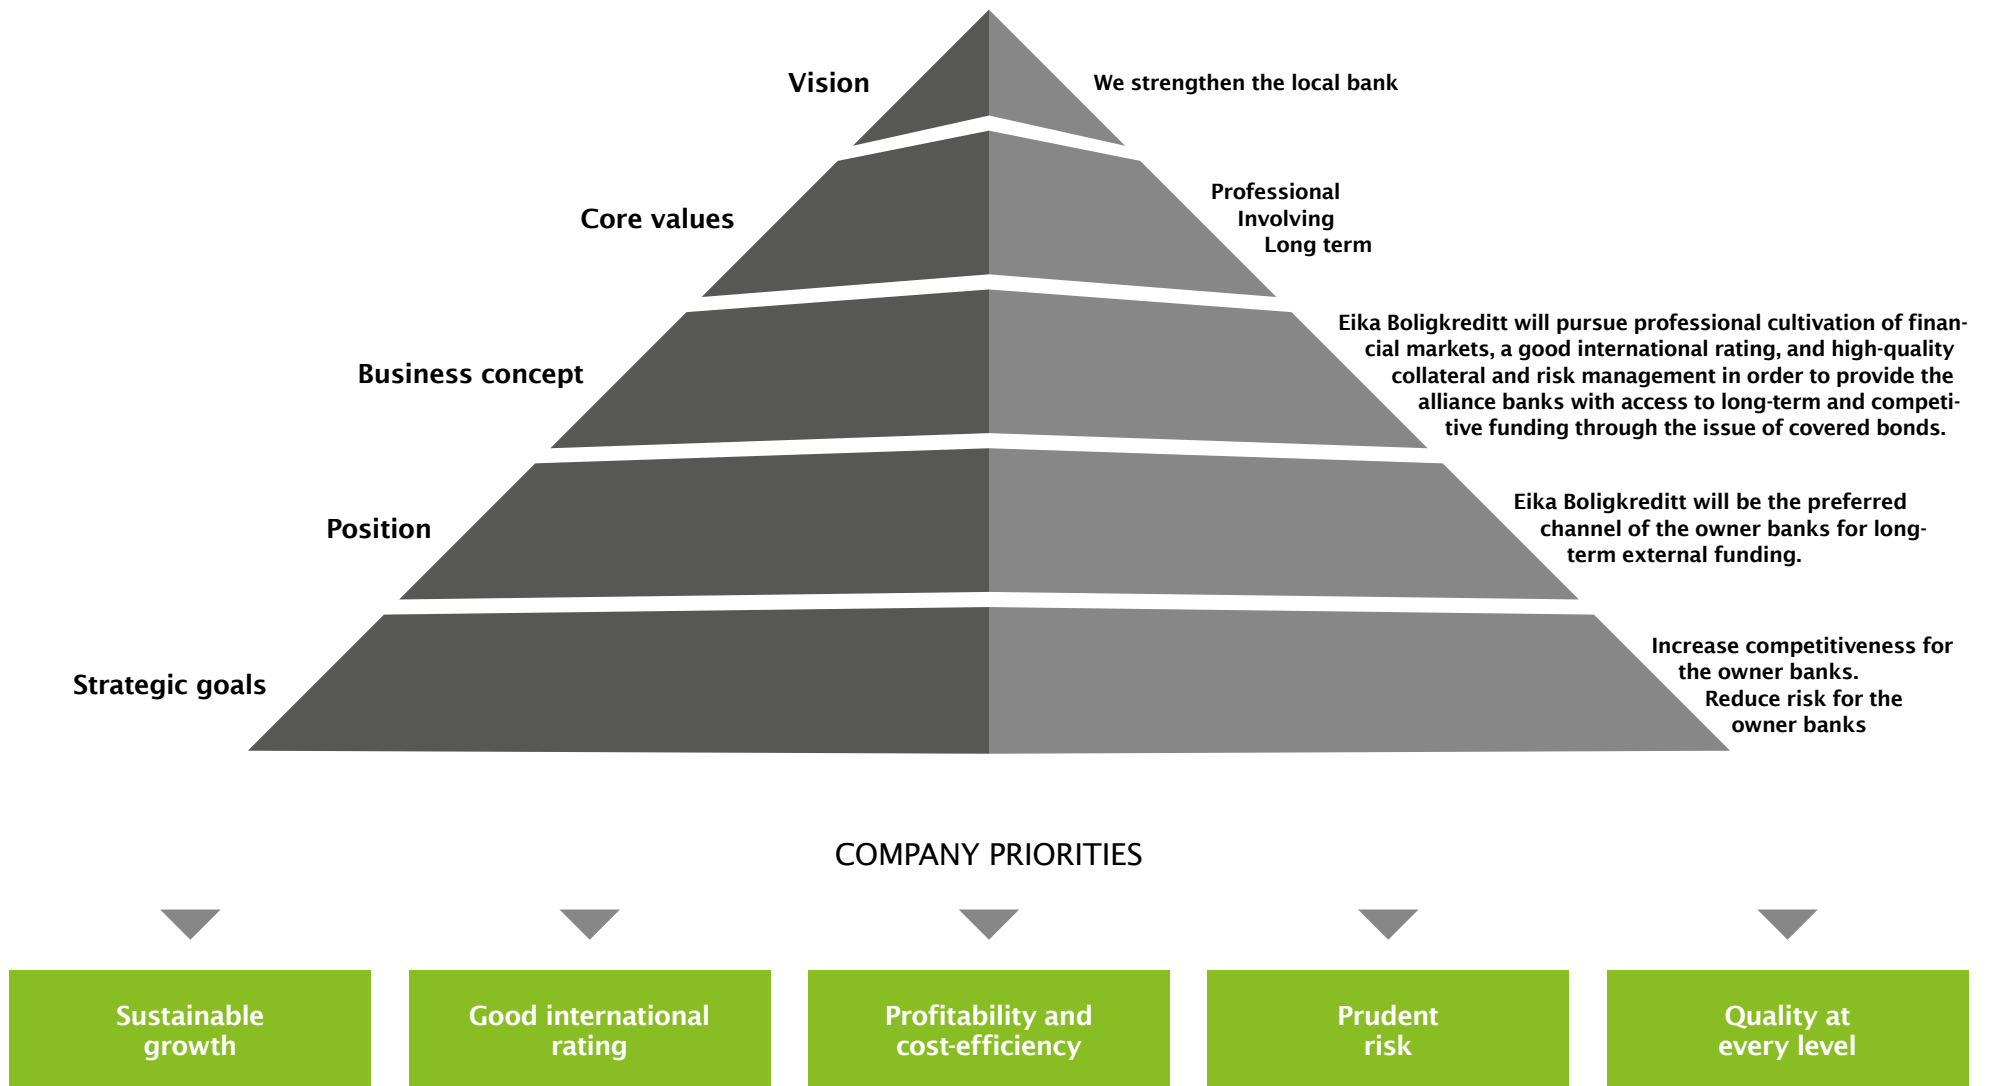 Vision
We strengthen the local bank
Core values
Professional
Involving
Long term
Business concept
Eika Boligkreditt will pursue professional cultivation of finan-
cial markets, a good international rating, and high-quality
collateral and risk management in order to provide the
alliance banks with access to long-term and competi-
tive funding through the issue of covered bonds.
Position
Eika Boligkreditt will be the preferred
channel of the owner banks for long-
term external funding.
Strategic goals
Increase competitiveness for
the owner banks.
Reduce risk for the
owner banks
COMPANY PRIORITIES
Sustainable
growth
Good international
rating
Profitability and
cost-efficiency
Prudent
risk
Quality at
every level